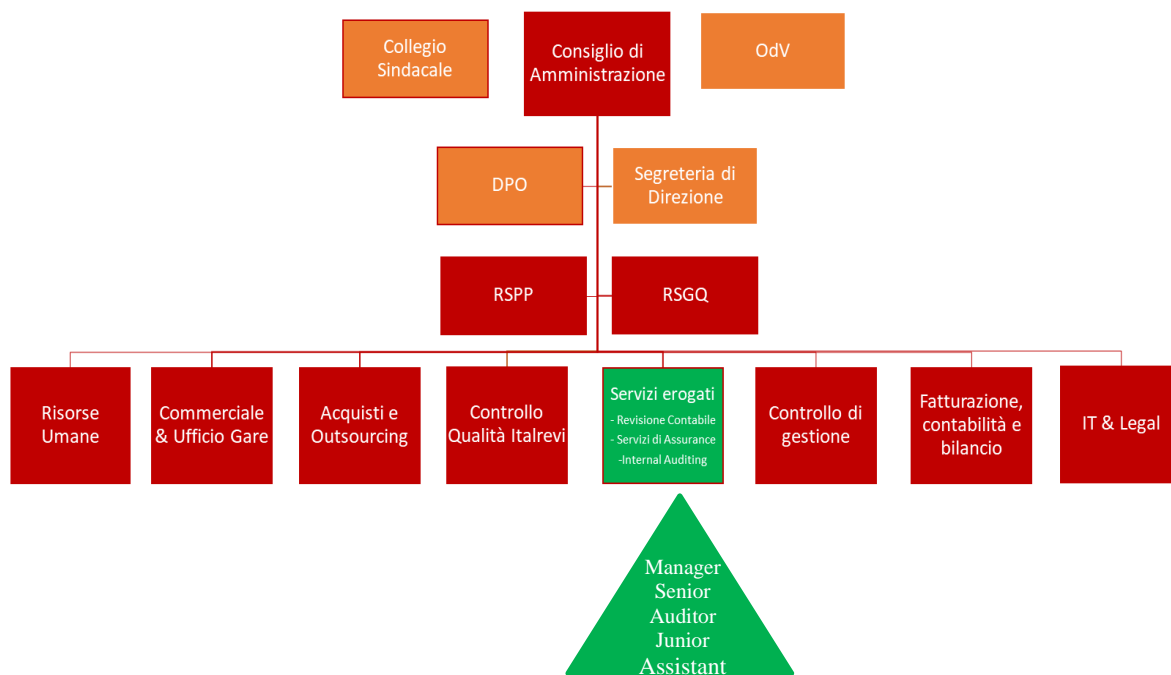 Collegio
Sindacale
Consiglio di
Amministrazione
OdV
DPO
Segreteria di
Direzione
RSPP
RSGQ
Risorse
Umane
Commerciale
& Ufficio Gare
Acquisti e
Outsourcing
Controllo
Qualità Italrevi
Servizi erogati
- Revisione Contabile
- Servizi di Assurance
-Internal Auditing
Controllo di
gestione
Fatturazione,
contabilità e
bilancio
IT & Legal
Manager
Senior
Auditor
Junior
Assistant